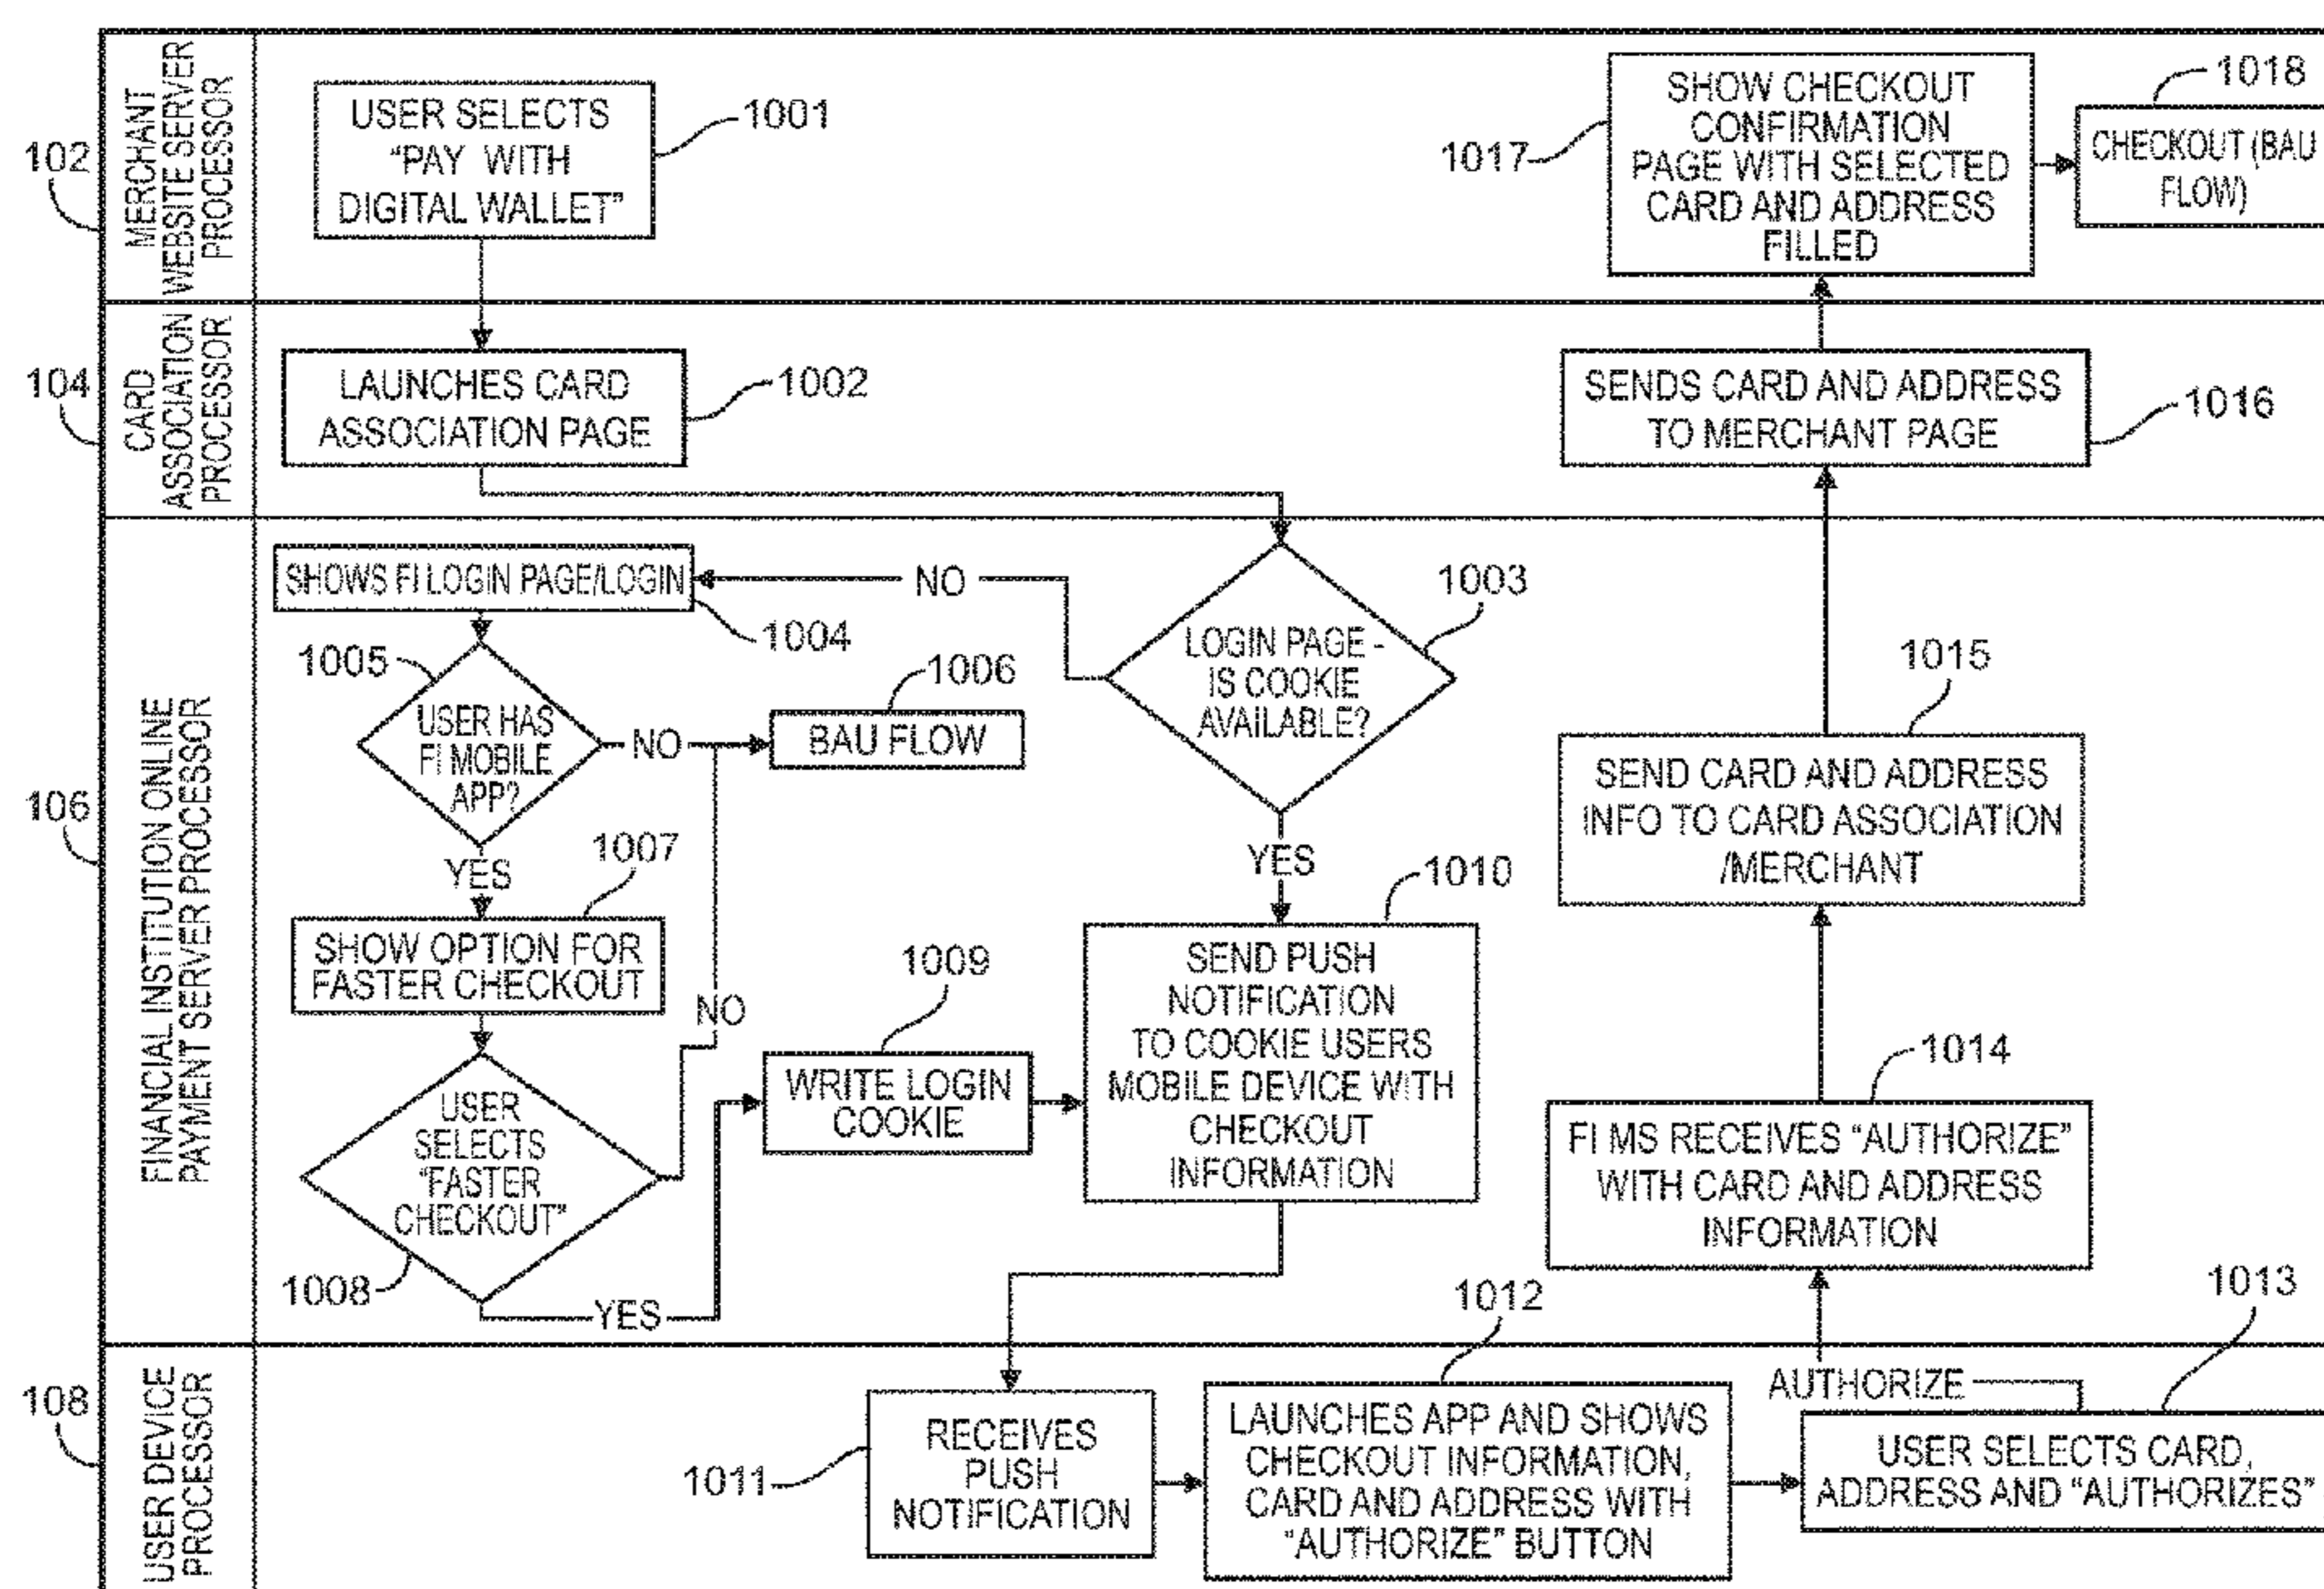 102
MERCHANT
WEBSITE SERVER
PROCESSOR
USER SELECTS
“PAY WITH
DIGITAL WALLET”
1001
1017
SHOW CHECKOUT
CONFIRMATION
PAGE WITH SELECTED
CARD AND ADDRESS
FILLED
1018
CHECKOUT (BAU
FLOW)
104
CARD
ASSOCIATION
PROCESSOR
LAUNCHES CARD
ASSOCIATION PAGE
1002
SENDS CARD AND ADDRESS
TO MERCHANT PAGE
1016
106
FINANCIAL INSTITUTION ONLINE
PAYMENT SERVER PROCESSOR
SHOWS FI LOGIN PAGE/LOGIN
1004
NO
LOGIN PAGE -
IS COOKIE
AVAILABLE?
1003
YES
1005
USER HAS
FI MOBILE
APP?
NO
1006
BAU FLOW
YES
1007
SHOW OPTION FOR
FASTER CHECKOUT
USER
SELECTS
“FASTER
CHECKOUT”
1008
NO
YES
1009
WRITE LOGIN
COOKIE
1010
SEND PUSH
NOTIFICATION
TO COOKIE USERS
MOBILE DEVICE WITH
CHECKOUT
INFORMATION
1015
SEND CARD AND ADDRESS
INFO TO CARD ASSOCIATION
/MERCHANT
1014
FI MS RECEIVES “AUTHORIZE”
WITH CARD AND ADDRESS
INFORMATION
108
USER DEVICE
PROCESSOR
1011
RECEIVES
PUSH
NOTIFICATION
1012
LAUNCHES APP AND SHOWS
CHECKOUT INFORMATION,
CARD AND ADDRESS WITH
“AUTHORIZE” BUTTON
1013
AUTHORIZE
USER SELECTS CARD,
ADDRESS AND “AUTHORIZES”